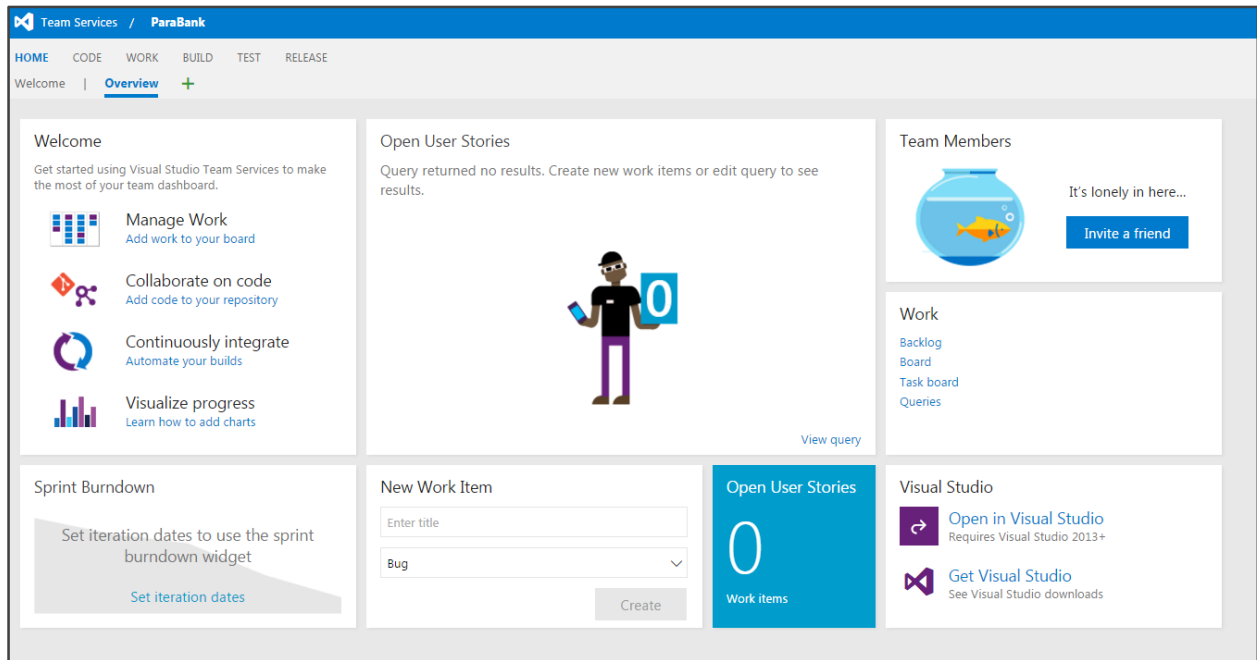 Team Services / ParaBank
HOME CODE WORK BUILD TEST RELEASE
Welcome | Overview +
Welcome
Get started using Visual Studio Team Services to make
the most of your team dashboard.
Manage Work
Add work to your board
Collaborate on code
Add code to your repository
Continuously integrate
Automate your builds
Visualize progress
Learn how to add charts
Open User Stories
Query returned no results. Create new work items or edit query to see
results.
0
View query
Team Members
It's lonely in here...
Invite a friend
Work
Backlog
Board
Task board
Queries
Sprint Burndown
Set iteration dates to use the sprint
burndown widget
Set iteration dates
New Work Item
Enter title
Bug
Create
Open User Stories
0
Work items
Visual Studio
Open in Visual Studio
Requires Visual Studio 2013+
Get Visual Studio
See Visual Studio downloads